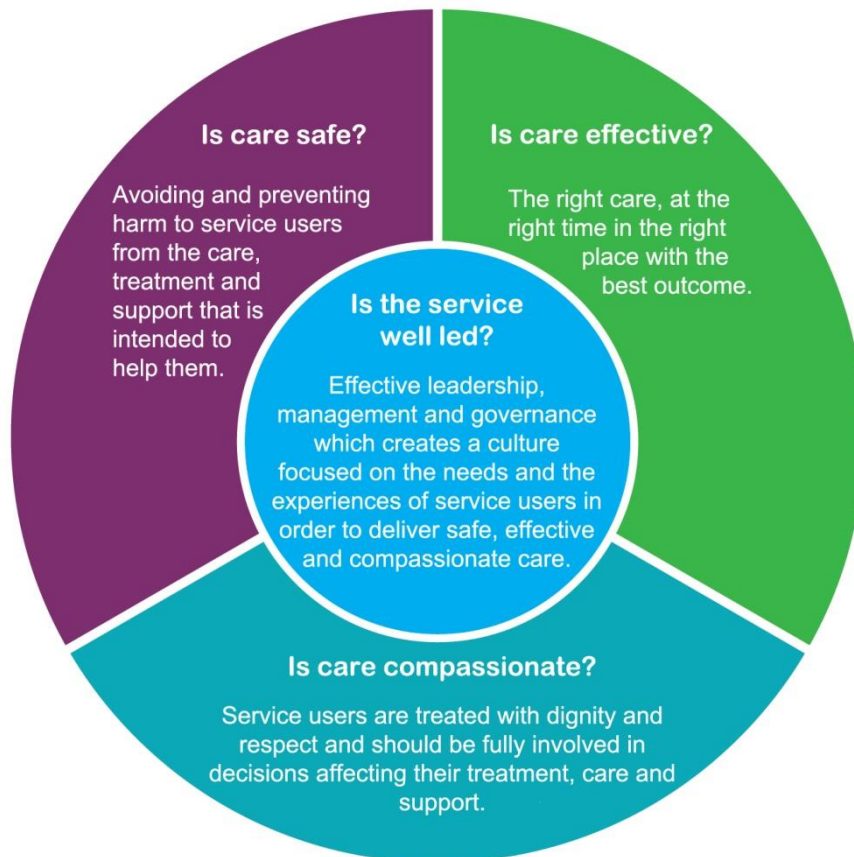 Is care safe?
Avoiding and preventing
harm to service users
from the care,
treatment and
support that is
intended to
help them.
Is care effective?
The right care, at the
right time in the right
place with the
best outcome.
Is the service
well led?
Effective leadership,
management and governance
which creates a culture
focused on the needs and the
experiences of service users in
order to deliver safe, effective
and compassionate care.
Is care compassionate?
Service users are treated with dignity and
respect and should be fully involved in
decisions affecting their treatment, care and
support.